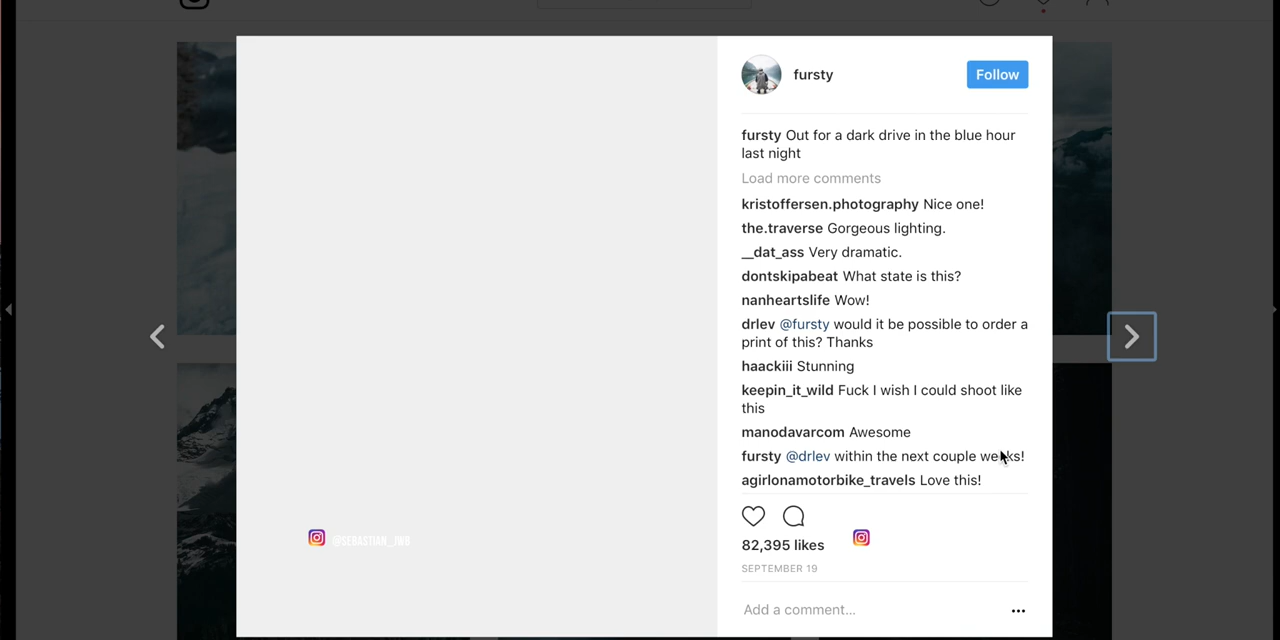 fursty
Follow
fursty Out for a dark drive in the blue hour
last night
Load more comments
kristoffersen.photography Nice one!
the.traverse Gorgeous lighting.
__dat_ass Very dramatic.
dontskipabeat What state is this?
nanheartslife Wow!
drlev @fursty would it be possible to order a
print of this? Thanks
haackiii Stunning
keepin_it_wild Fuck I wish I could shoot like
this
manodavarcom Awesome
fursty @drlev within the next couple weeks!
agirlonamotorbike_travels Love this!
82,395 likes
SEPTEMBER 19
Add a comment...